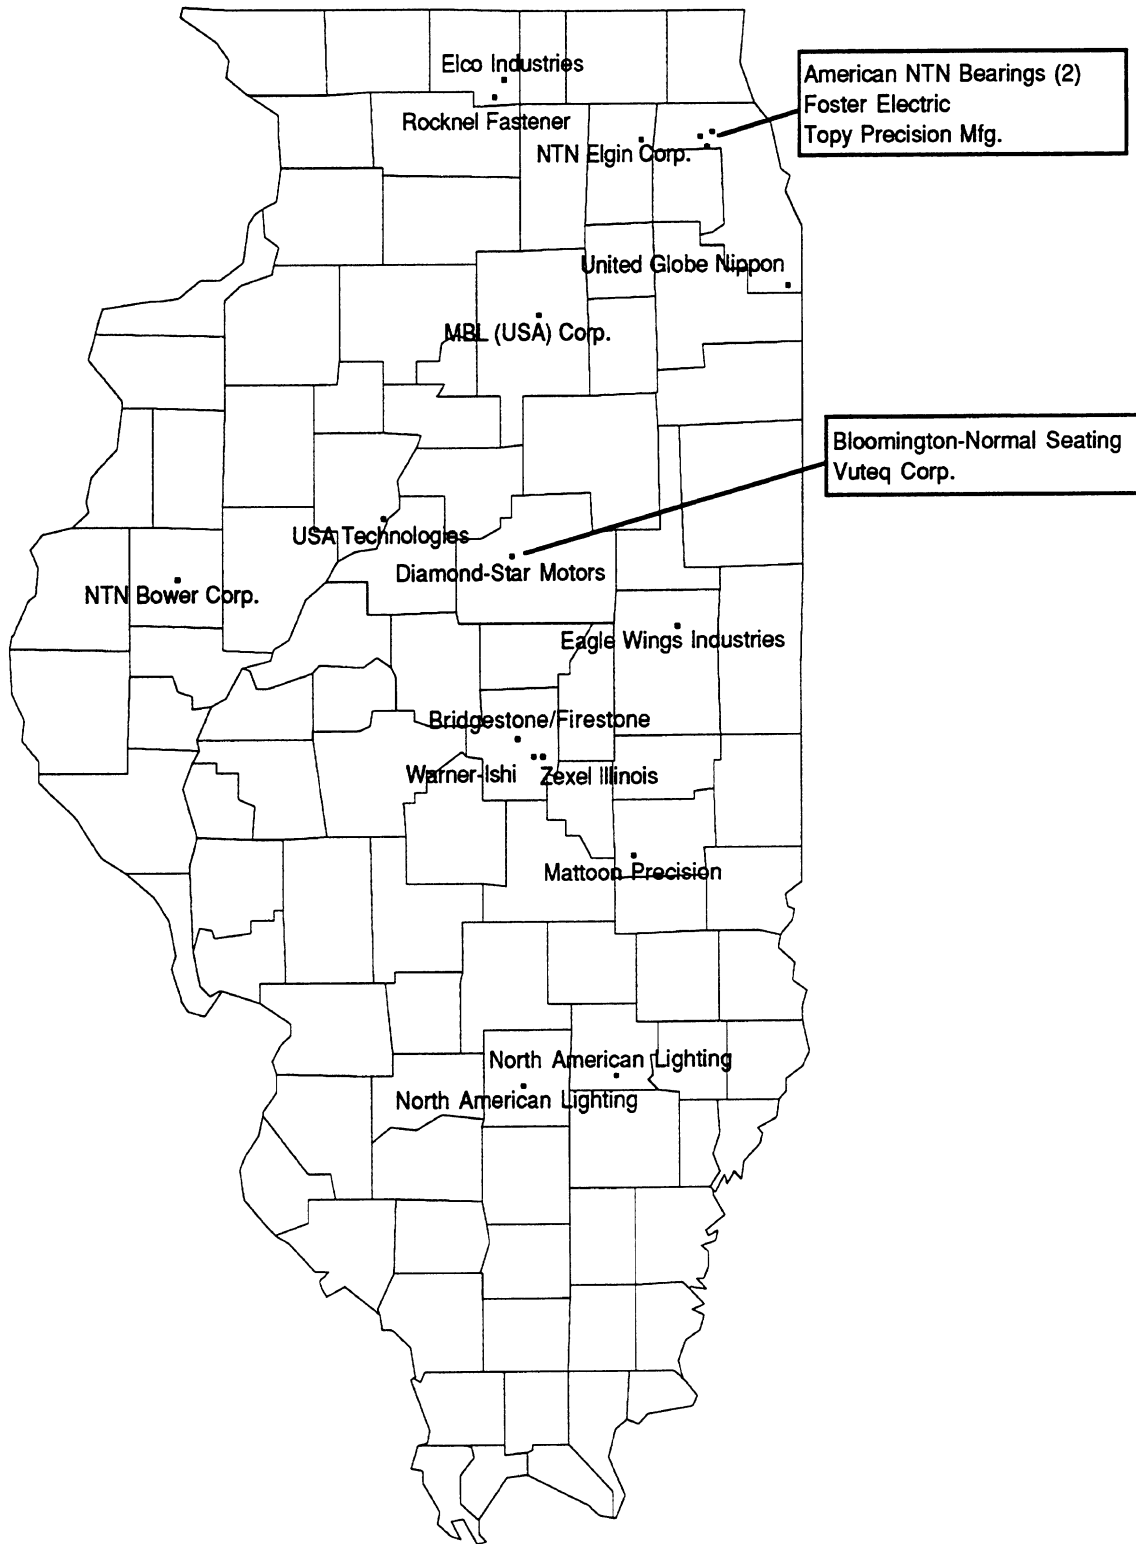 Elco Industries
American NTN Bearings (2)
Foster Electric
Topy Precision Mfg.
Rocknel Fastener
NTN Elgin Corp.
United Globe Nippon
MBL (USA) Corp.
Bloomington-Normal Seating
Vuteq Corp.
USA Technologies
Diamond-Star Motors
NTN Bower Corp.
Eagle Wings Industries
Bridgestone/Firestone
Warner-Ishi
Zexel Illinois
Mattoon Precision
North American Lighting
North American Lighting